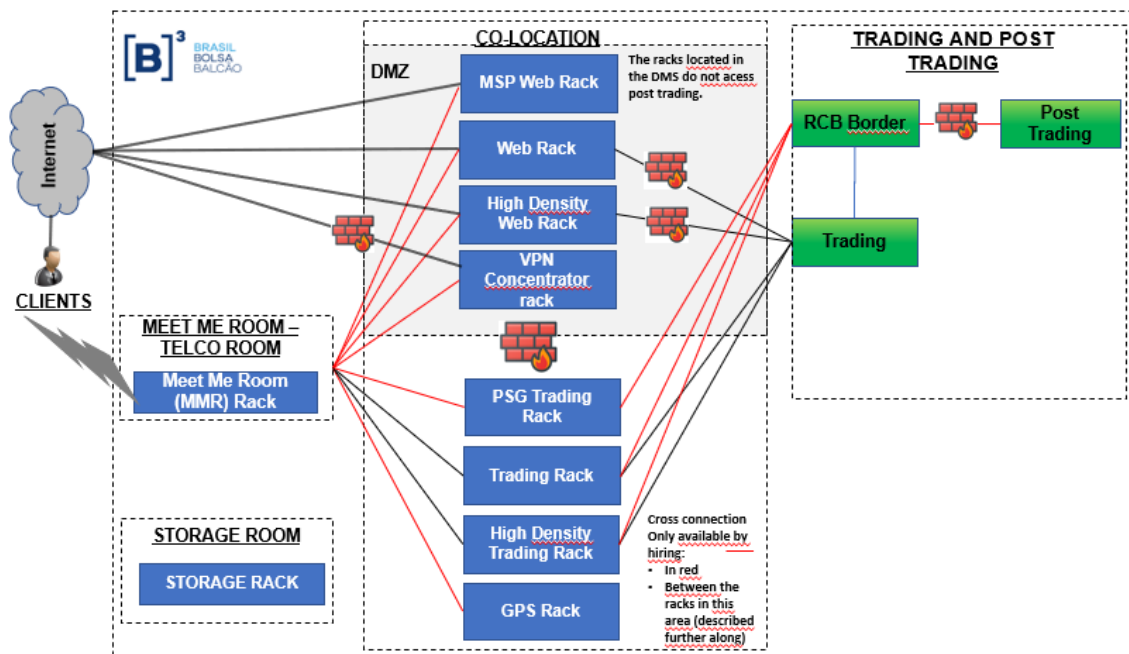 [B]³
BRASIL
BOLSA
BALCÃO
Internet
CLIENTS
MEET ME ROOM –
TELCO ROOM
Meet Me Room
(MMR) Rack
STORAGE ROOM
STORAGE RACK
CO-LOCATION
DMZ
The racks located in
the DMS do not acess
post trading.
MSP Web Rack
Web Rack
High Density
Web Rack
VPN
Concentrator
rack
PSG Trading
Rack
Trading Rack
High Density
Trading Rack
GPS Rack
Cross connection
Only available by
hiring:
• In red
• Between the
racks in this
area (described
further along)
TRADING AND POST
TRADING
RCB Border
Post
Trading
Trading